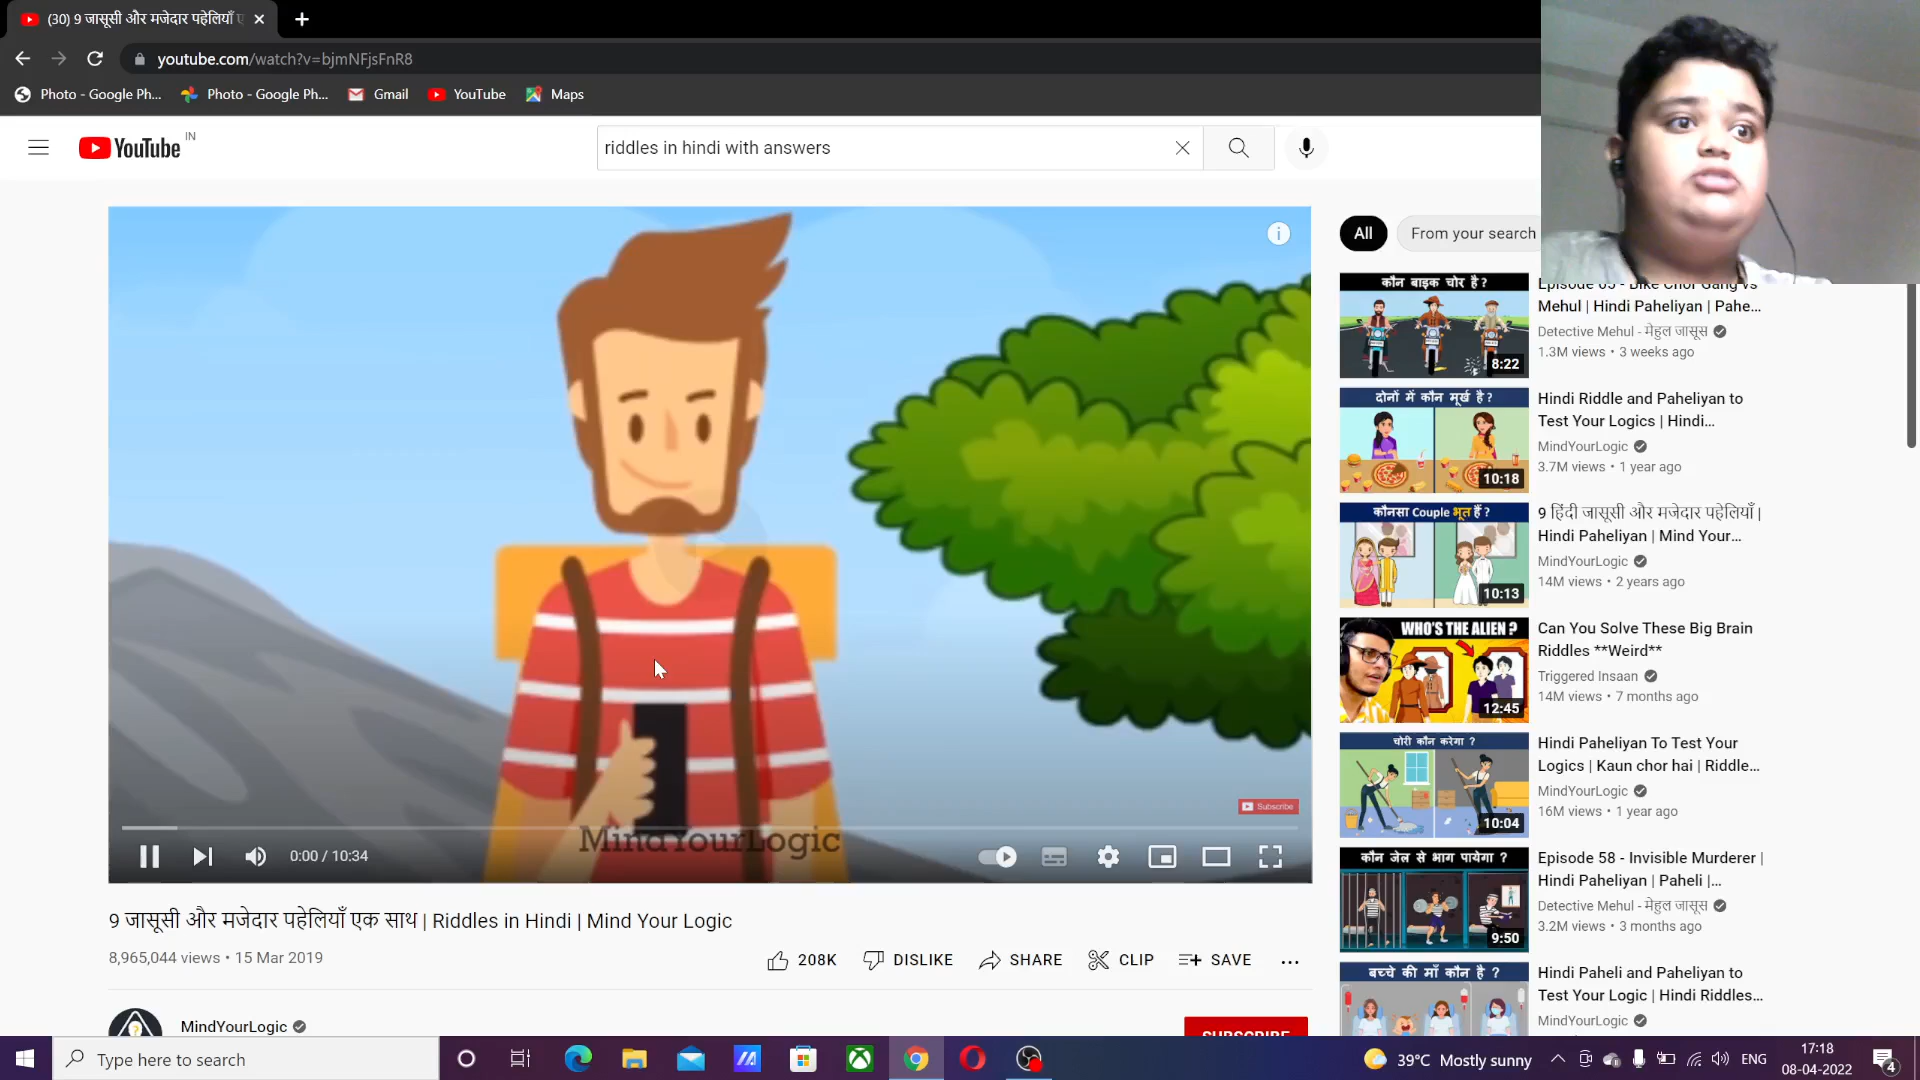 (30) 9 जासूसी और मजेदार पहेलियाँ ए
youtube.com/watch?v=bjmNFjsFnR8
Photo - Google Ph...
Photo - Google Ph...
Gmail
YouTube
Maps
YouTube IN
riddles in hindi with answers
All
From your search
Subscribe
MindYourLogic
0:00 / 10:34
9 जासूसी और मजेदार पहेलियाँ एक साथ | Riddles in Hindi | Mind Your Logic
8,965,044 views • 15 Mar 2019
208K
DISLIKE
SHARE
CLIP
SAVE
MindYourLogic
SUBSCRIBE
कौन बाइक चोर है ?
8:22
Episode 65 - Bike Chor Gang vs
Mehul | Hindi Paheliyan | Pahe...
Detective Mehul - मेहुल जासूस
1.3M views • 3 weeks ago
दोनों में कौन मूर्ख है ?
10:18
Hindi Riddle and Paheliyan to
Test Your Logics | Hindi...
MindYourLogic
3.7M views • 1 year ago
कौनसा Couple भूत हैं ?
10:13
9 हिंदी जासूसी और मजेदार पहेलियाँ |
Hindi Paheliyan | Mind Your...
MindYourLogic
14M views • 2 years ago
WHO'S THE ALIEN ?
12:45
Can You Solve These Big Brain
Riddles **Weird**
Triggered Insaan
14M views • 7 months ago
चोरी कौन करेगा ?
10:04
Hindi Paheliyan To Test Your
Logics | Kaun chor hai | Riddle...
MindYourLogic
16M views • 1 year ago
कौन जेल से भाग पायेगा ?
9:50
Episode 58 - Invisible Murderer |
Hindi Paheliyan | Paheli |...
Detective Mehul - मेहुल जासूस
3.2M views • 3 months ago
बच्चे की माँ कौन है ?
Hindi Paheli and Paheliyan to
Test Your Logic | Hindi Riddles...
MindYourLogic
Type here to search
39°C Mostly sunny
ENG
17:18
08-04-2022
4